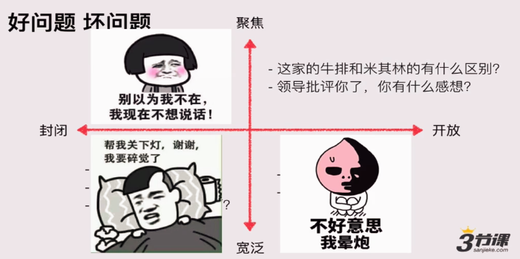 好问题 坏问题
聚焦
别以为我不在，
我现在不想说话！
- 这家的牛排和米其林的有什么区别？
- 领导批评你了，你有什么感想？
封闭
开放
帮我关下灯，谢谢，
我要碎觉了
-
-
？
不好意思
我晕炮
宽泛
3节课
sanjieke.com